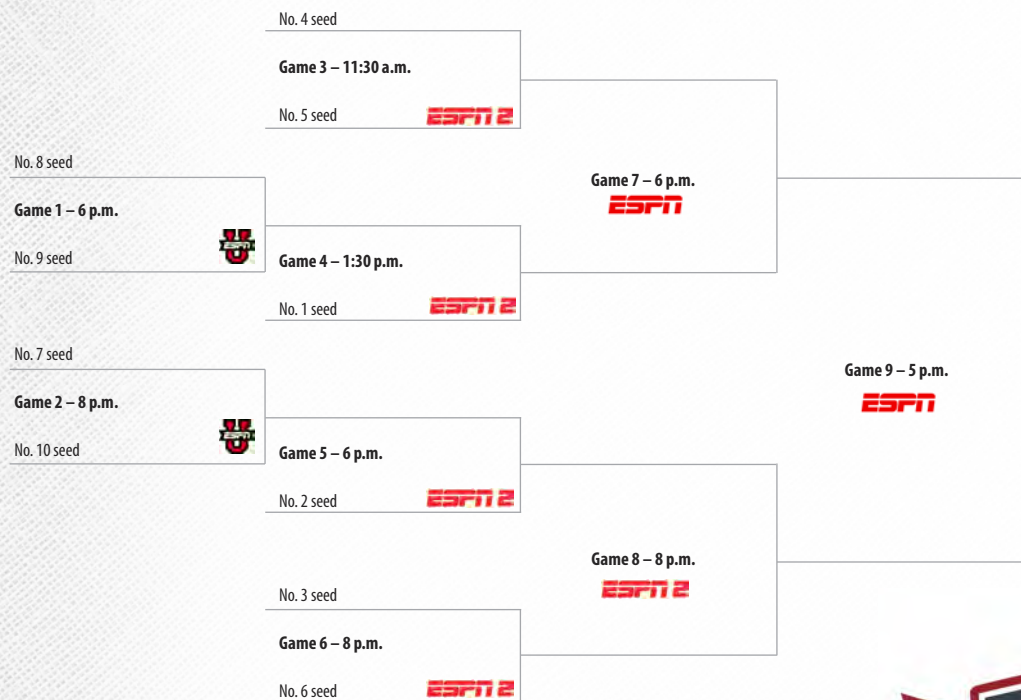 No. 4 seed
Game 3 – 11:30 a.m.
No. 5 seed
ESPN 2
No. 8 seed
Game 1 – 6 p.m.
No. 9 seed
ESPN U
Game 4 – 1:30 p.m.
No. 1 seed
ESPN 2
Game 7 – 6 p.m.
ESPN
No. 7 seed
Game 2 – 8 p.m.
No. 10 seed
ESPN U
Game 5 – 6 p.m.
No. 2 seed
ESPN 2
No. 3 seed
Game 6 – 8 p.m.
No. 6 seed
ESPN 2
Game 8 – 8 p.m.
ESPN 2
Game 9 – 5 p.m.
ESPN